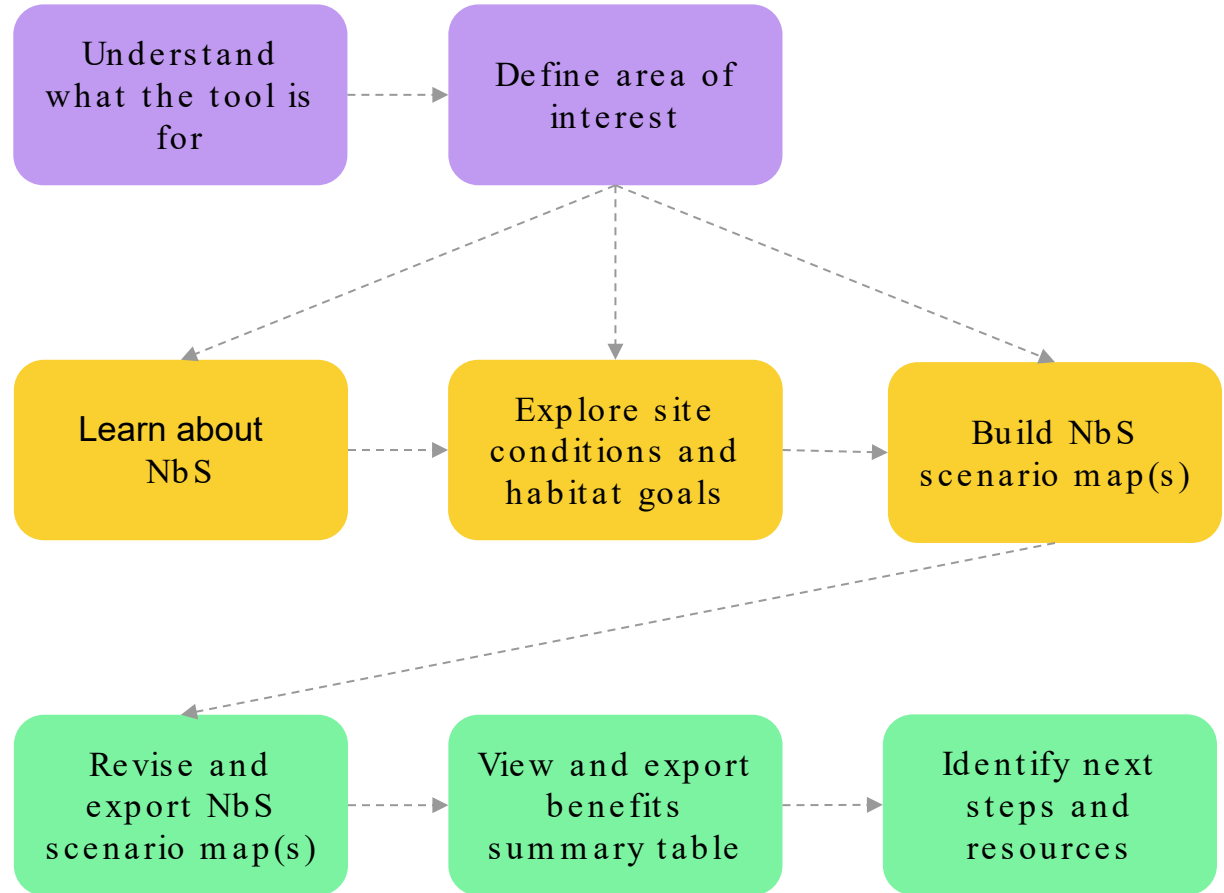 Understand
what the tool is
for
Define area of
interest
Learn about
NbS
Explore site
conditions and
habitat goals
Build NbS
scenario map(s)
Revise and
export NbS
scenario map(s)
View and export
benefits
summary table
Identify next
steps and
resources